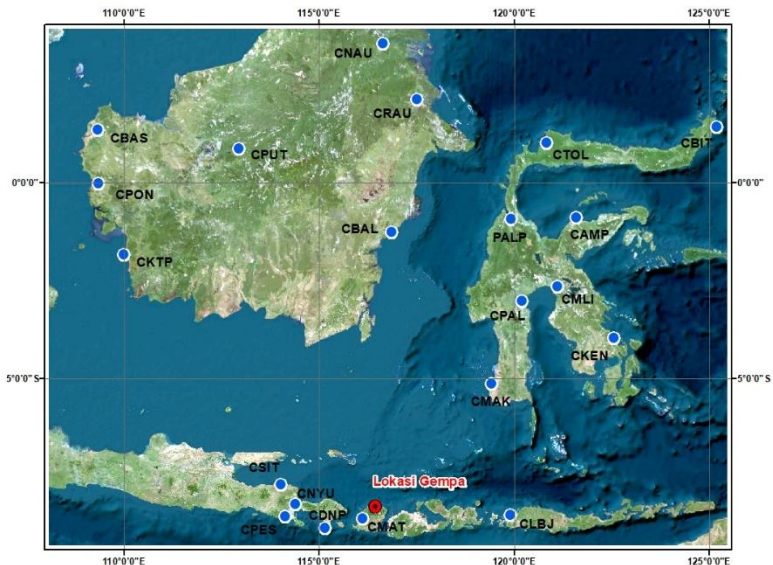 110°0'0"E 115°0'0"E 120°0'0"E 125°0'0"E
CNAU
CRAU
CBAS
CBIT
CPUT
CTOL
0°0'0" 0°0'0"
CPON
CBAL
PALP
CAMP
CKTP
CMLI
CPAL
CKEN
5°0'0"S 5°0'0"S
CMAK
CSIT
Lokasi Gempa
CNYU
CDNP
CPES
CMAT
CLBJ
110°0'0"E 115°0'0"E 120°0'0"E 125°0'0"E